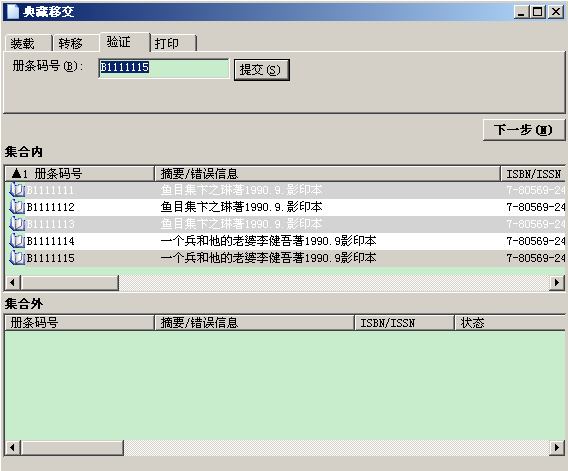 典藏移交
装载 转移 验证 打印
册条码号(B): B1111115 提交(S)
下一步(N)
集合内
▲1 册条码号 摘要/错误信息 ISBN/ISSN
B1111111 鱼目集卞之琳著1990.9.影印本 7-80569-24
B1111112 鱼目集卞之琳著1990.9.影印本 7-80569-24
B1111113 鱼目集卞之琳著1990.9.影印本 7-80569-24
B1111114 一个兵和他的老婆李健吾著1990.9影印本 7-80569-24
B1111115 一个兵和他的老婆李健吾著1990.9影印本 7-80569-24
集合外
册条码号 摘要/错误信息 ISBN/ISSN 状态